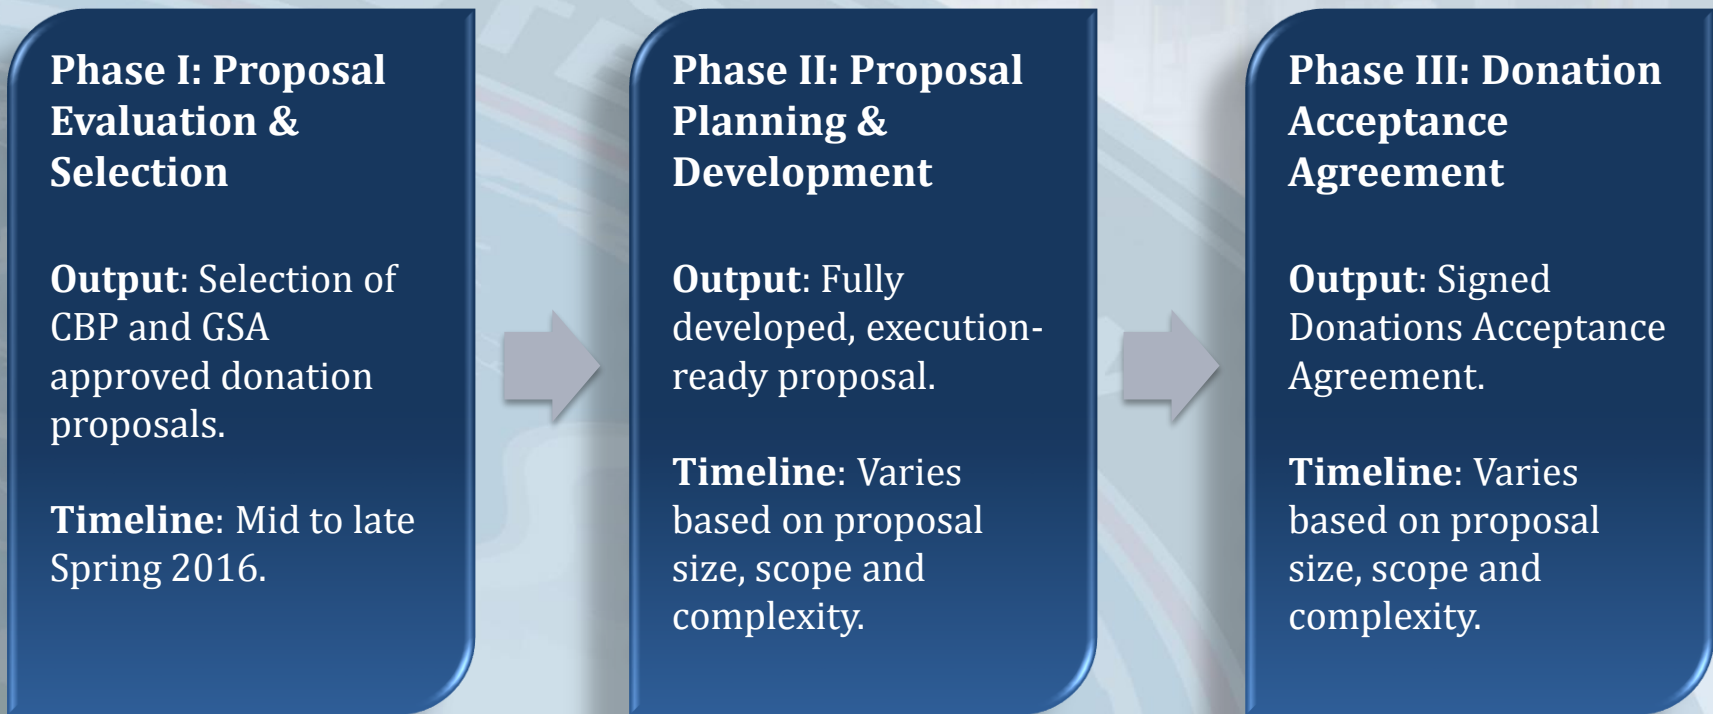 Phase I: Proposal
Evaluation &
Selection
Output: Selection of
CBP and GSA
approved donation
proposals.
Timeline: Mid to late
Spring 2016.
Phase II: Proposal
Planning &
Development
Output: Fully
developed, execution-
ready proposal.
Timeline: Varies
based on proposal
size, scope and
complexity.
Phase III: Donation
Acceptance
Agreement
Output: Signed
Donations Acceptance
Agreement.
Timeline: Varies
based on proposal
size, scope and
complexity.